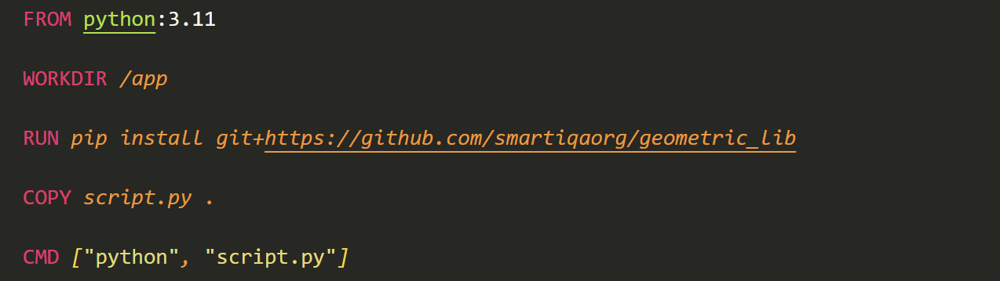 FROM python:3.11
WORKDIR /app
RUN pip install git+https://github.com/smartiqaorg/geometric_lib
COPY script.py .
CMD ["python", "script.py"]